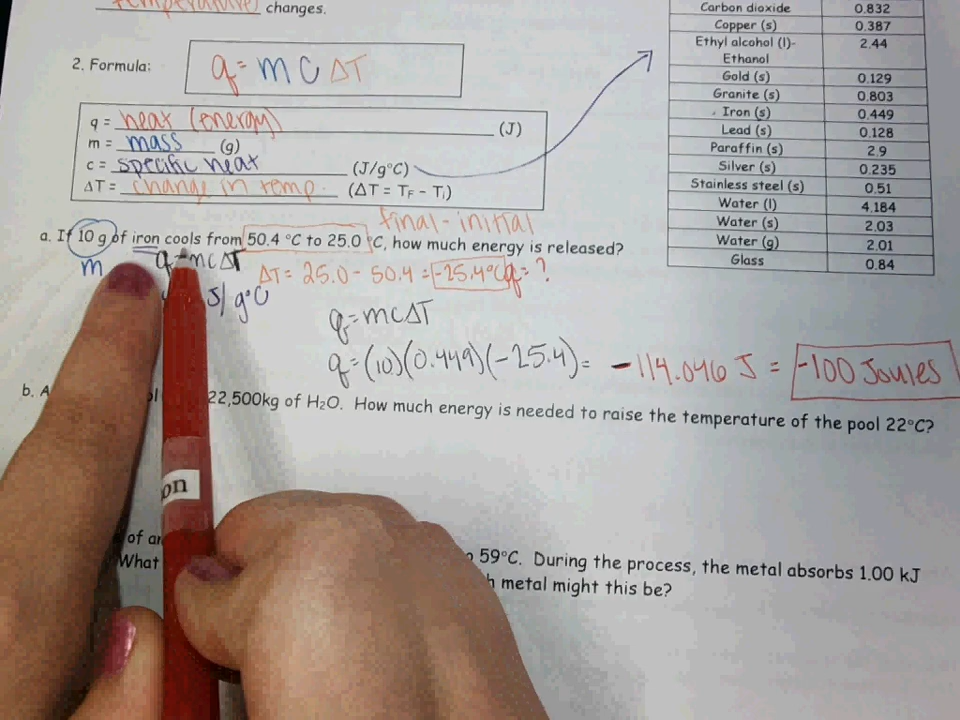 temperature changes.
2. Formula: q = mCΔT
q = heat (energy) (J)
m = mass (g)
c = specific heat (J/g°C)
ΔT = change in temp. (ΔT = TF – Ti)
final - initial
a. If 10 g of iron cools from 50.4 °C to 25.0 °C, how much energy is released?
m q = mCΔT ΔT = 25.0 - 50.4 = -25.4°C q = ?
J/g°C
q = mCΔT
q = (10)(0.449)(-25.4) = -114.046 J = -100 Joules
b. A 22,500kg of H₂O. How much energy is needed to raise the temperature of the pool 22°C?
on
of 59°C. During the process, the metal absorbs 1.00 kJ
What metal might this be?
Carbon dioxide 0.832
Copper (s) 0.387
Ethyl alcohol (l)- 2.44
Ethanol
Gold (s) 0.129
Granite (s) 0.803
Iron (s) 0.449
Lead (s) 0.128
Paraffin (s) 2.9
Silver (s) 0.235
Stainless steel (s) 0.51
Water (l) 4.184
Water (s) 2.03
Water (g) 2.01
Glass 0.84